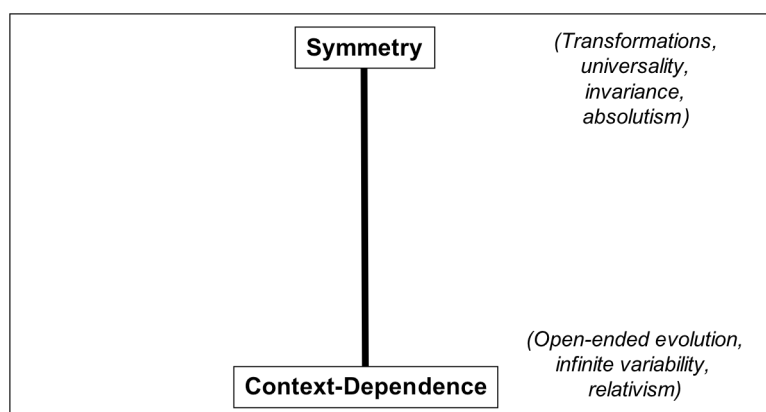 Symmetry
(Transformations,
universality,
invariance,
absolutism)
(Open-ended evolution,
infinite variability,
relativism)
Context-Dependence